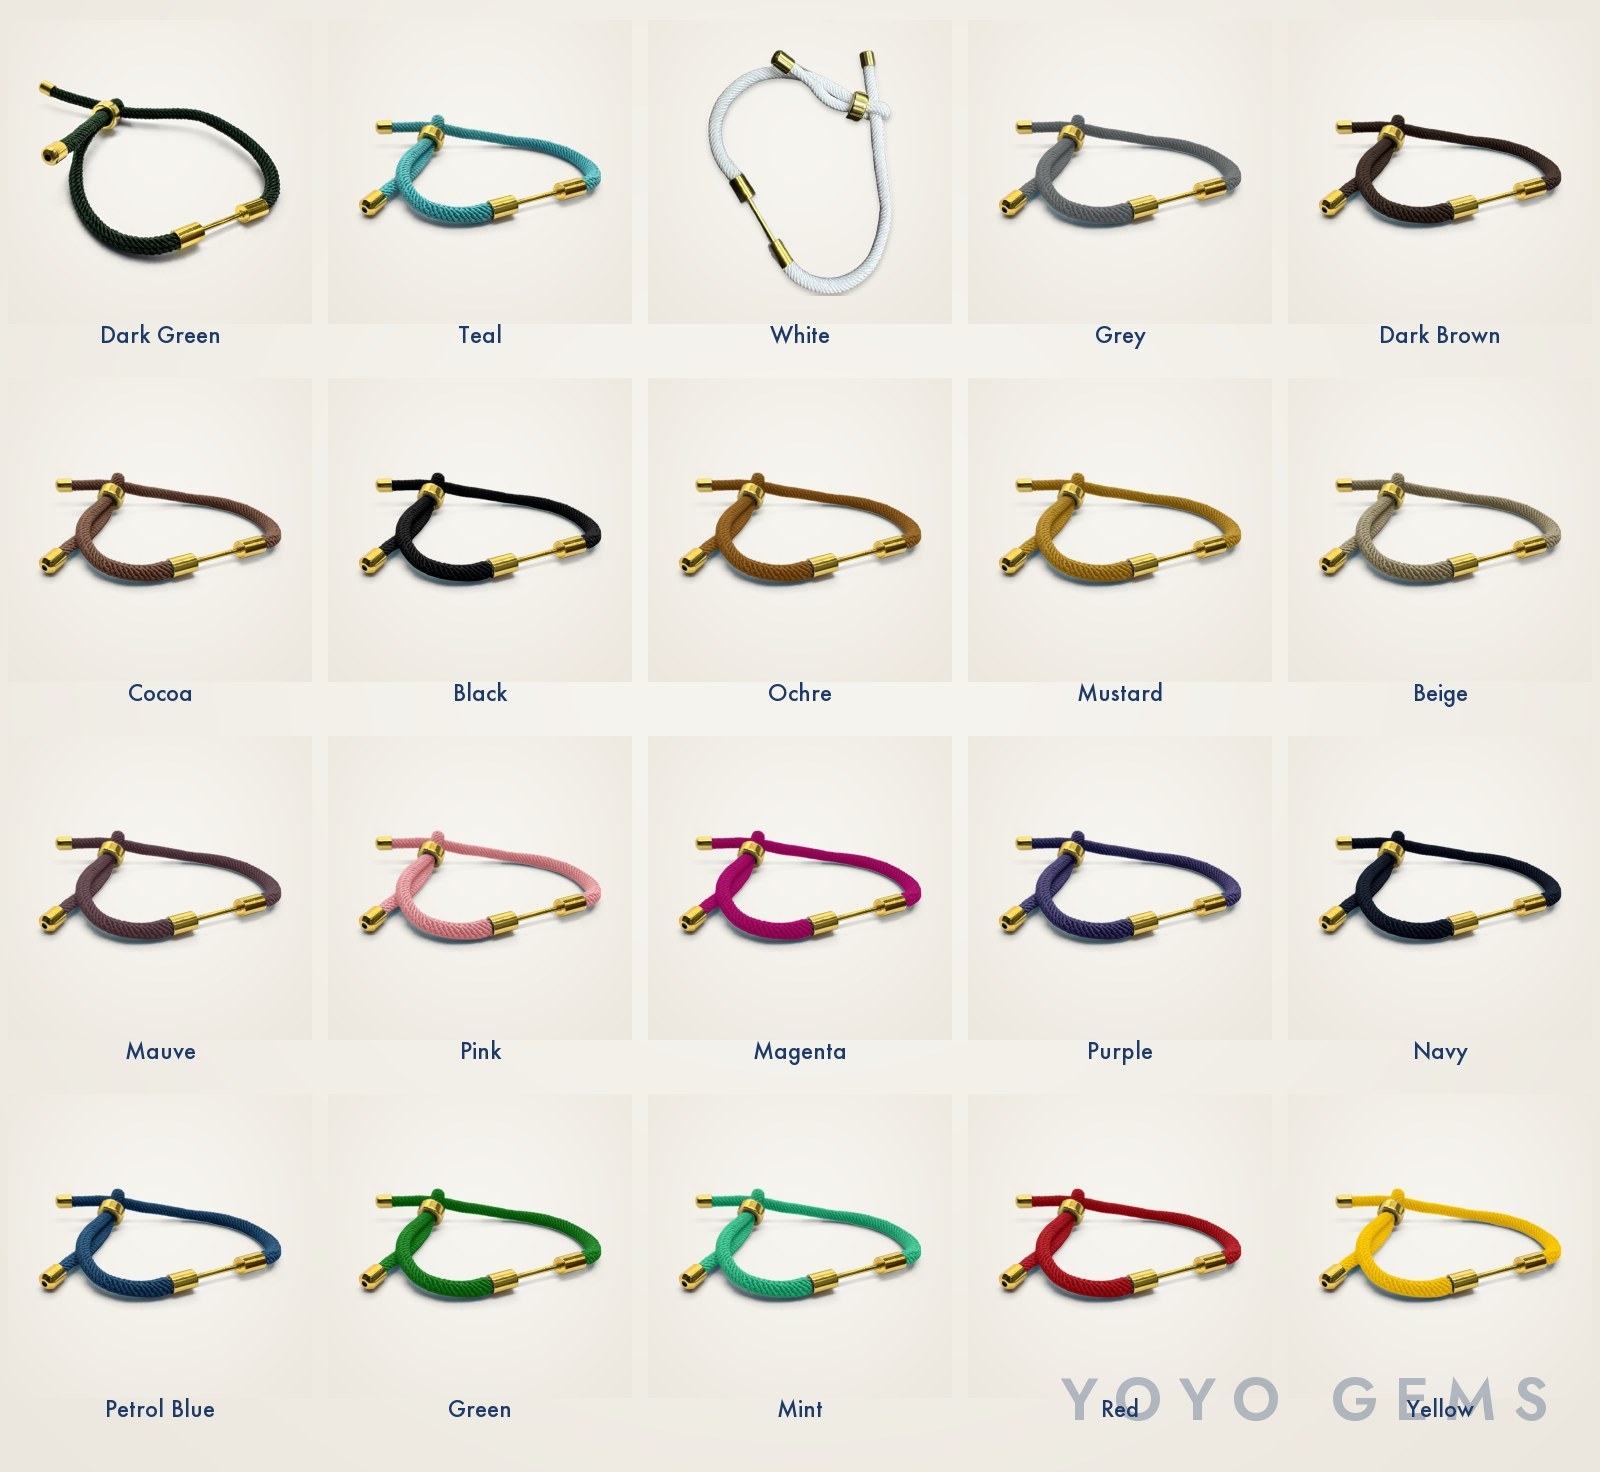 Dark Green
Teal
White
Grey
Dark Brown
Cocoa
Black
Ochre
Mustard
Beige
Mauve
Pink
Magenta
Purple
Navy
Petrol Blue
Green
Mint
Red
Yellow
YOYO GEMS